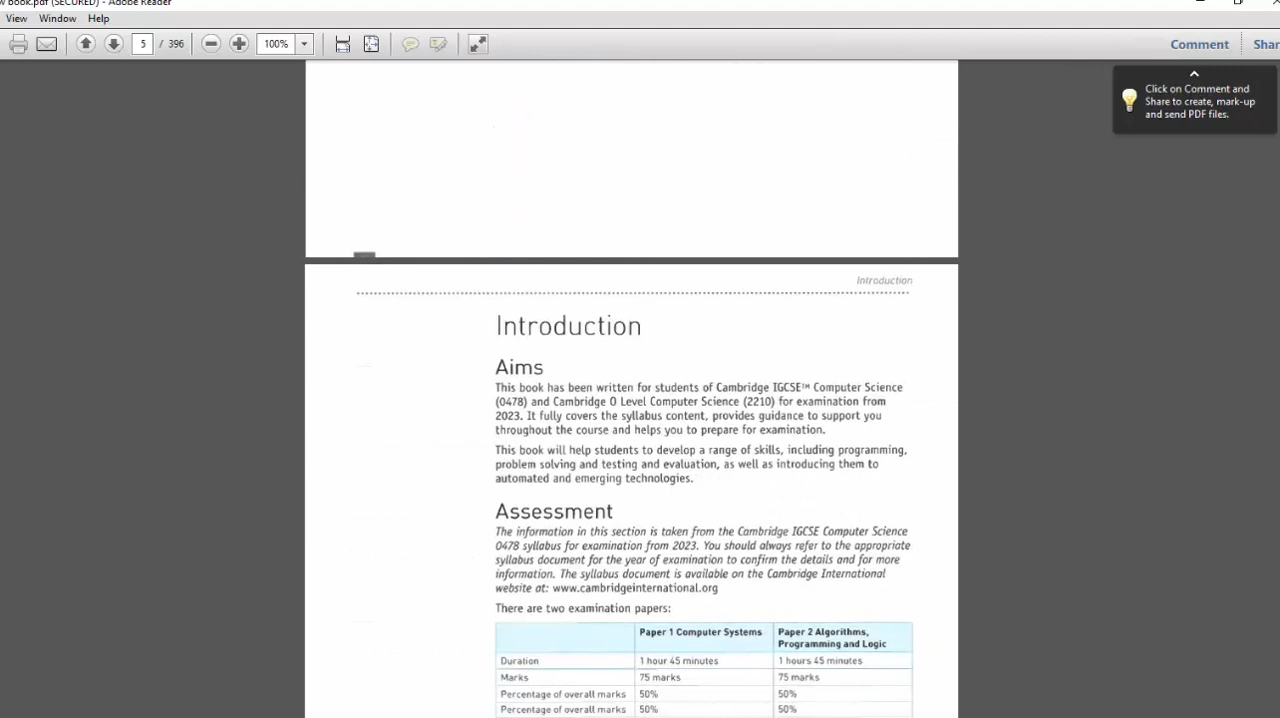 book.pdf (SECURED) - Adobe Reader
View Window Help
5 / 396 100% Comment
Click on Comment and
Share to create, mark-up
and send PDF files.
Introduction
Introduction
Aims
This book has been written for students of Cambridge IGCSE™ Computer Science
(0478) and Cambridge O Level Computer Science (2210) for examination from
2023. It fully covers the syllabus content, provides guidance to support you
throughout the course and helps you to prepare for examination.
This book will help students to develop a range of skills, including programming,
problem solving and testing and evaluation, as well as introducing them to
automated and emerging technologies.
Assessment
The information in this section is taken from the Cambridge IGCSE Computer Science
0478 syllabus for examination from 2023. You should always refer to the appropriate
syllabus document for the year of examination to confirm the details and for more
information. The syllabus document is available on the Cambridge International
website at: www.cambridgeinternational.org
There are two examination papers:
Paper 1 Computer Systems Paper 2 Algorithms,
Programming and Logic
Duration 1 hour 45 minutes 1 hours 45 minutes
Marks 75 marks 75 marks
Percentage of overall marks 50% 50%
Percentage of overall marks 50% 50%